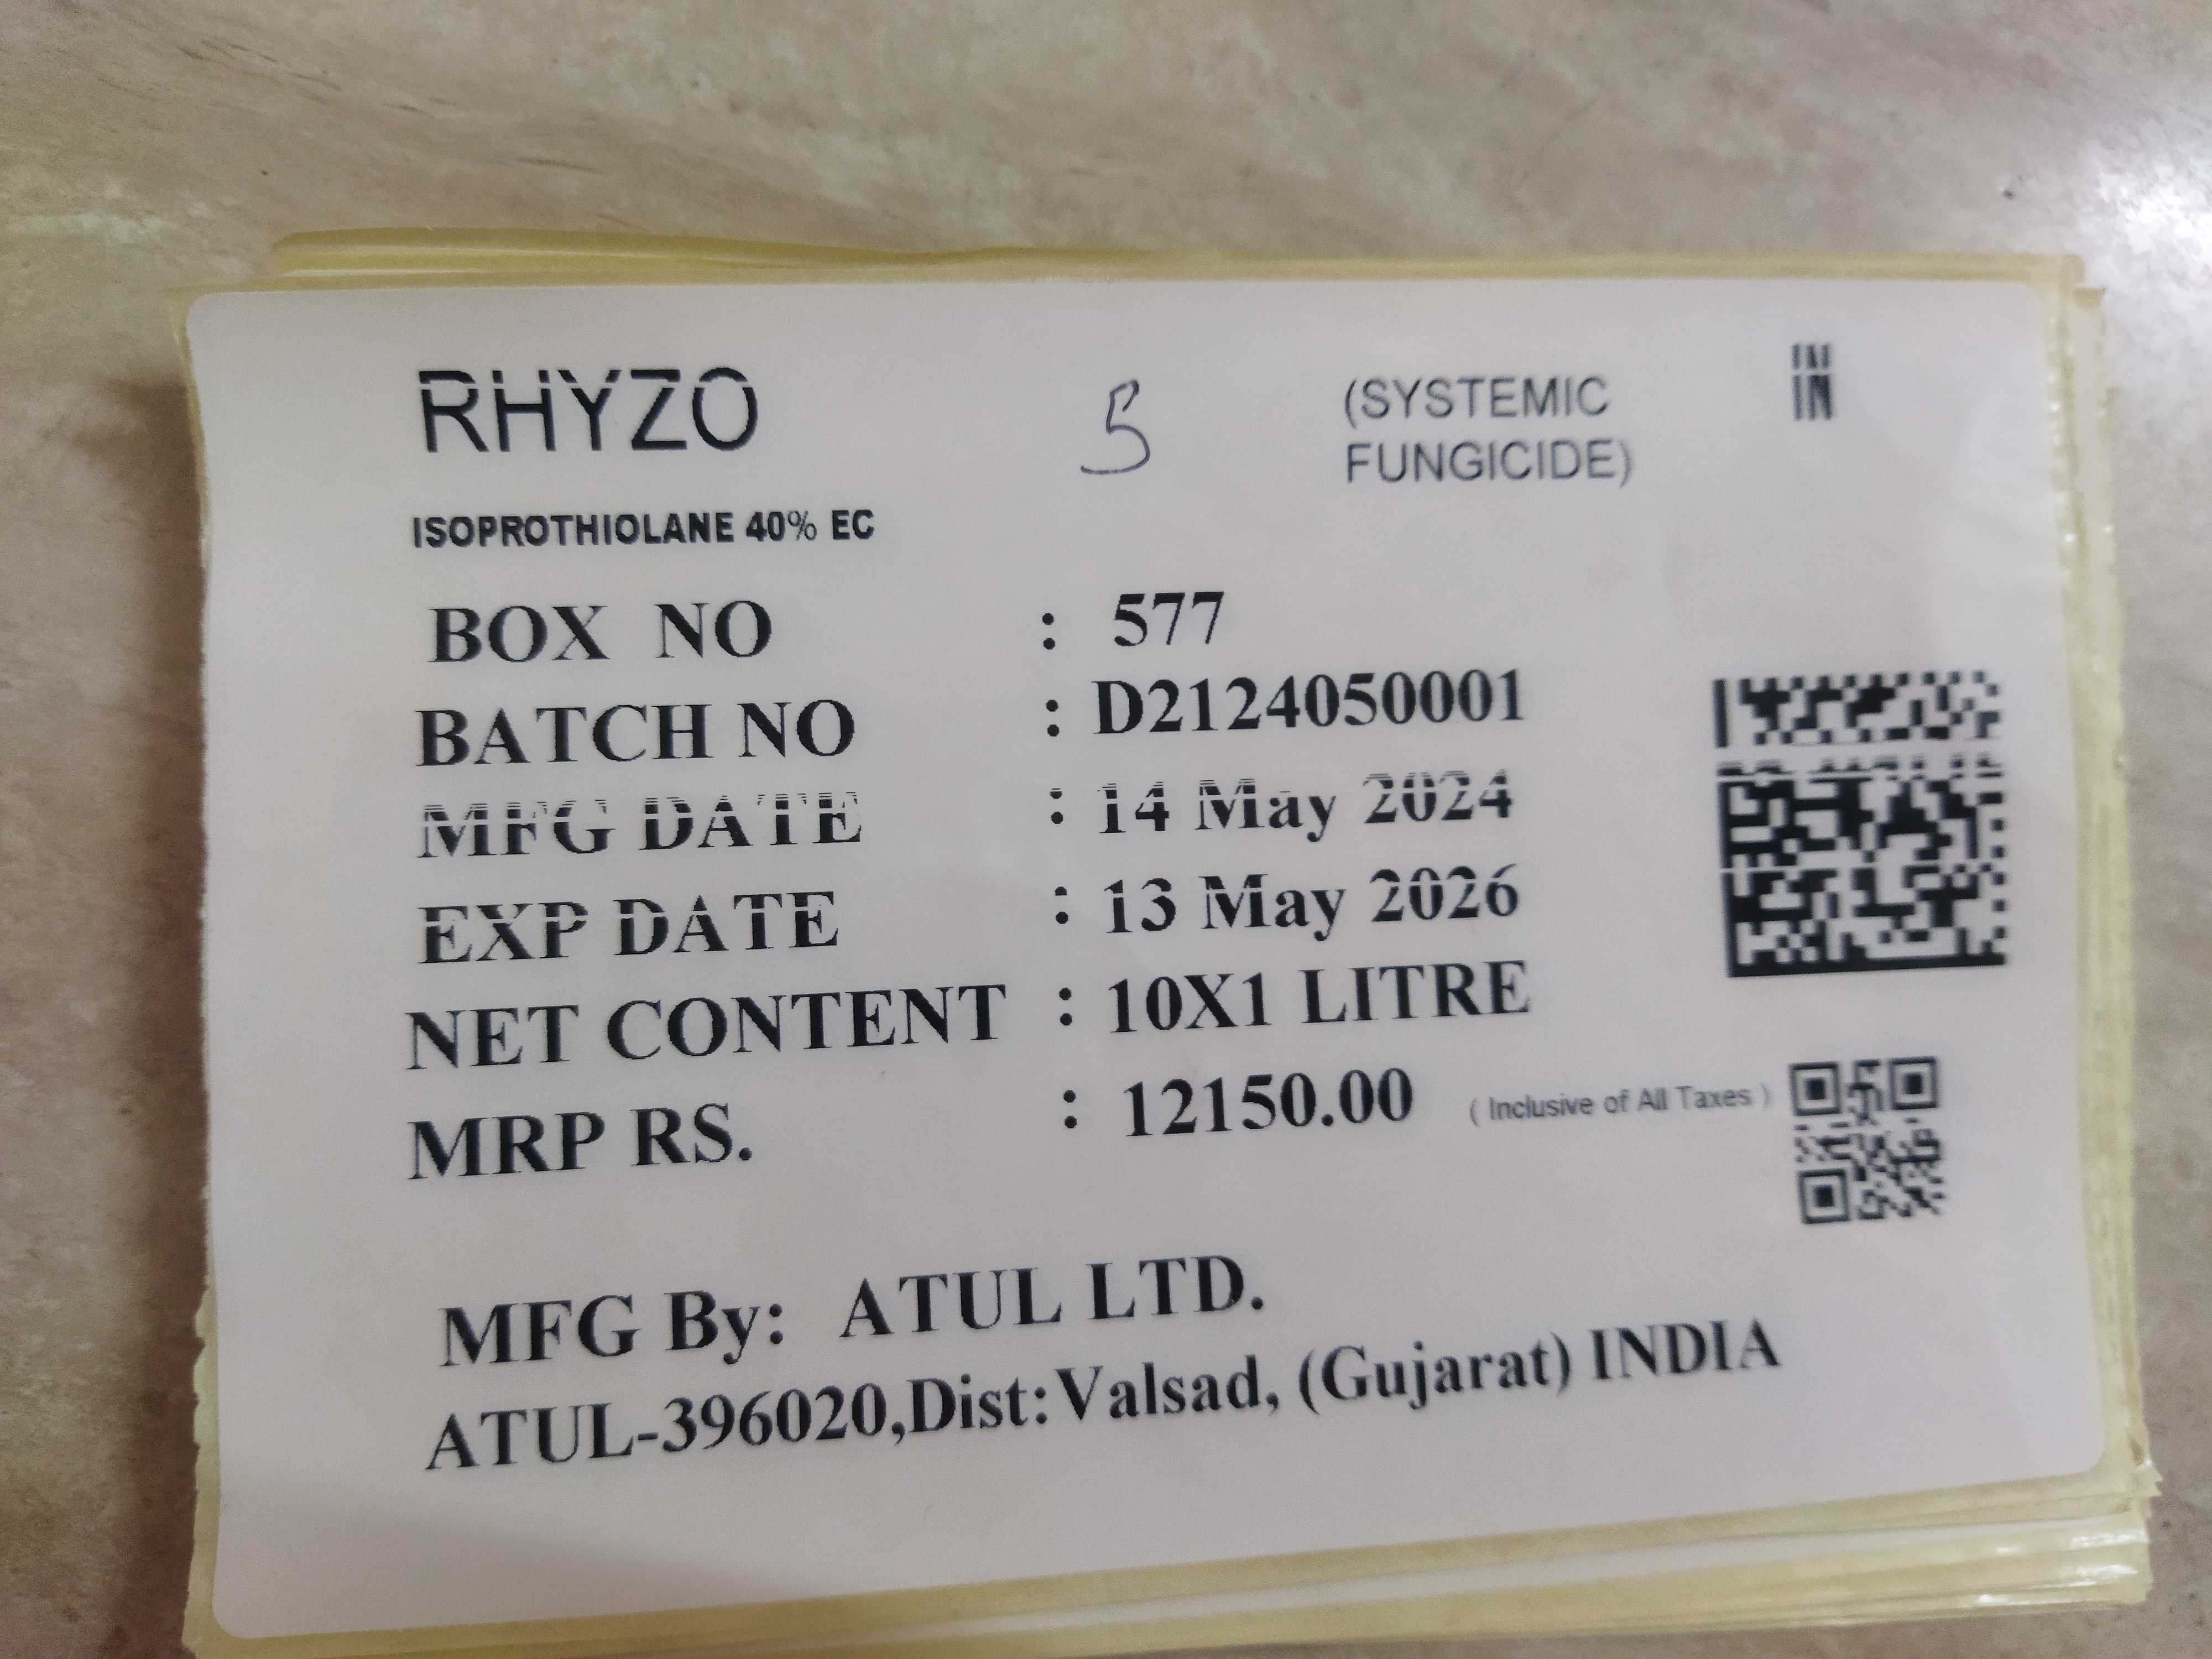 RHYZO 5 (SYSTEMIC FUNGICIDE) IN
ISOPROTHIOLANE 40% EC
BOX NO : 577
BATCH NO : D2124050001
MFG DATE : 14 May 2024
EXP DATE : 13 May 2026
NET CONTENT : 10X1 LITRE
MRP RS. : 12150.00 ( Inclusive of All Taxes )
MFG By: ATUL LTD.
ATUL-396020,Dist:Valsad, (Gujarat) INDIA